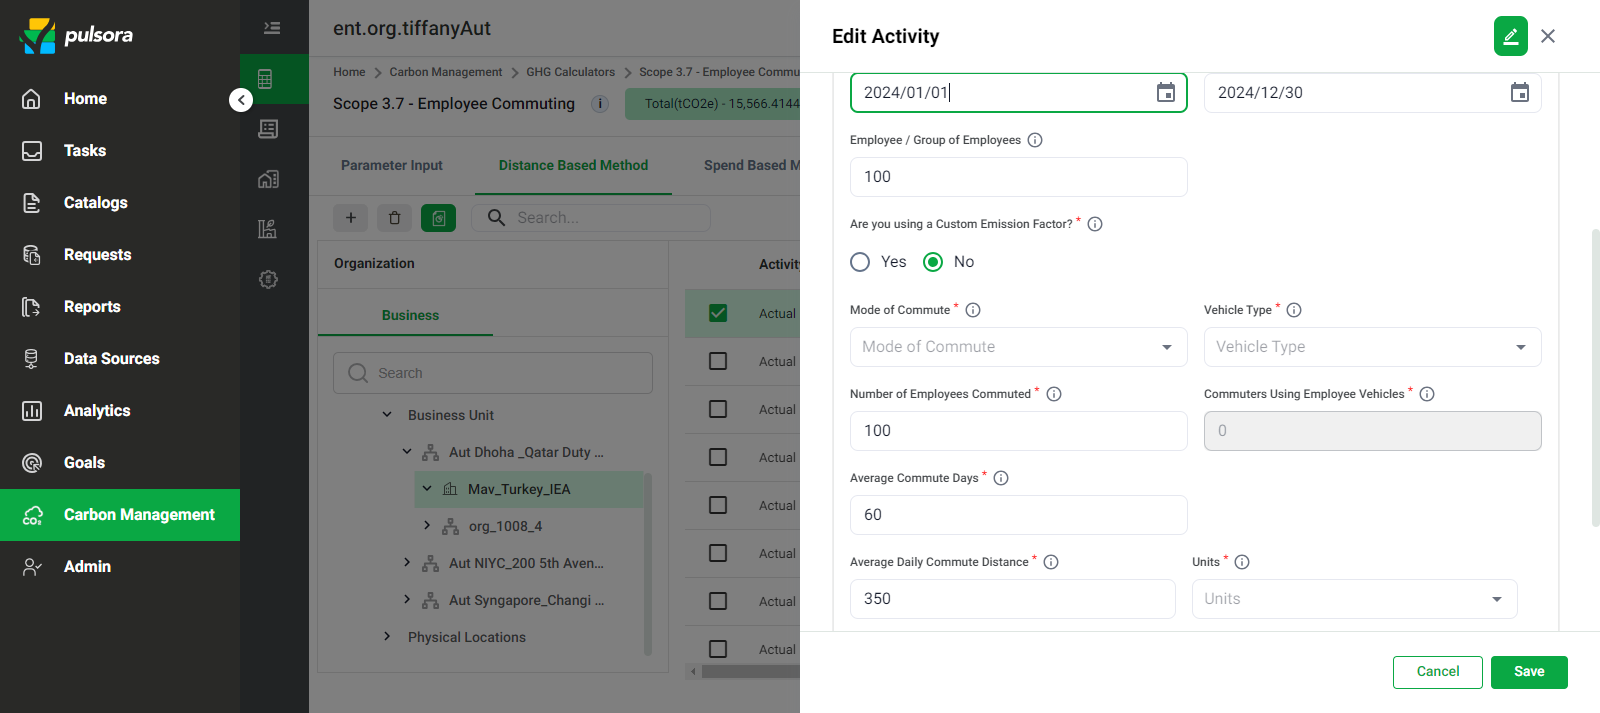 pulsora
Home
Tasks
Catalogs
Requests
Reports
Data Sources
Analytics
Goals
Carbon Management
Admin
ent.org.tiffanyAut
Home > Carbon Management > GHG Calculators > Scope 3.7 - Employee Commu
Scope 3.7 - Employee Commuting
Total(tCO2e) - 15,566.4144
Parameter Input
Distance Based Method
Spend Based M
Search...
Organization
Business
Search
Business Unit
Aut Dhoha _Qatar Duty ...
Mav_Turkey_IEA
org_1008_4
Aut NIYC_200 5th Aven...
Aut Syngapore_Changi ...
Physical Locations
Activity
Actual
Actual
Actual
Actual
Actual
Actual
Actual
Actual
Edit Activity
2024/01/01
2024/12/30
Employee / Group of Employees
100
Are you using a Custom Emission Factor? *
Yes
No
Mode of Commute *
Vehicle Type *
Mode of Commute
Vehicle Type
Number of Employees Commuted *
Commuters Using Employee Vehicles *
100
0
Average Commute Days *
60
Average Daily Commute Distance *
Units *
350
Units
Cancel
Save